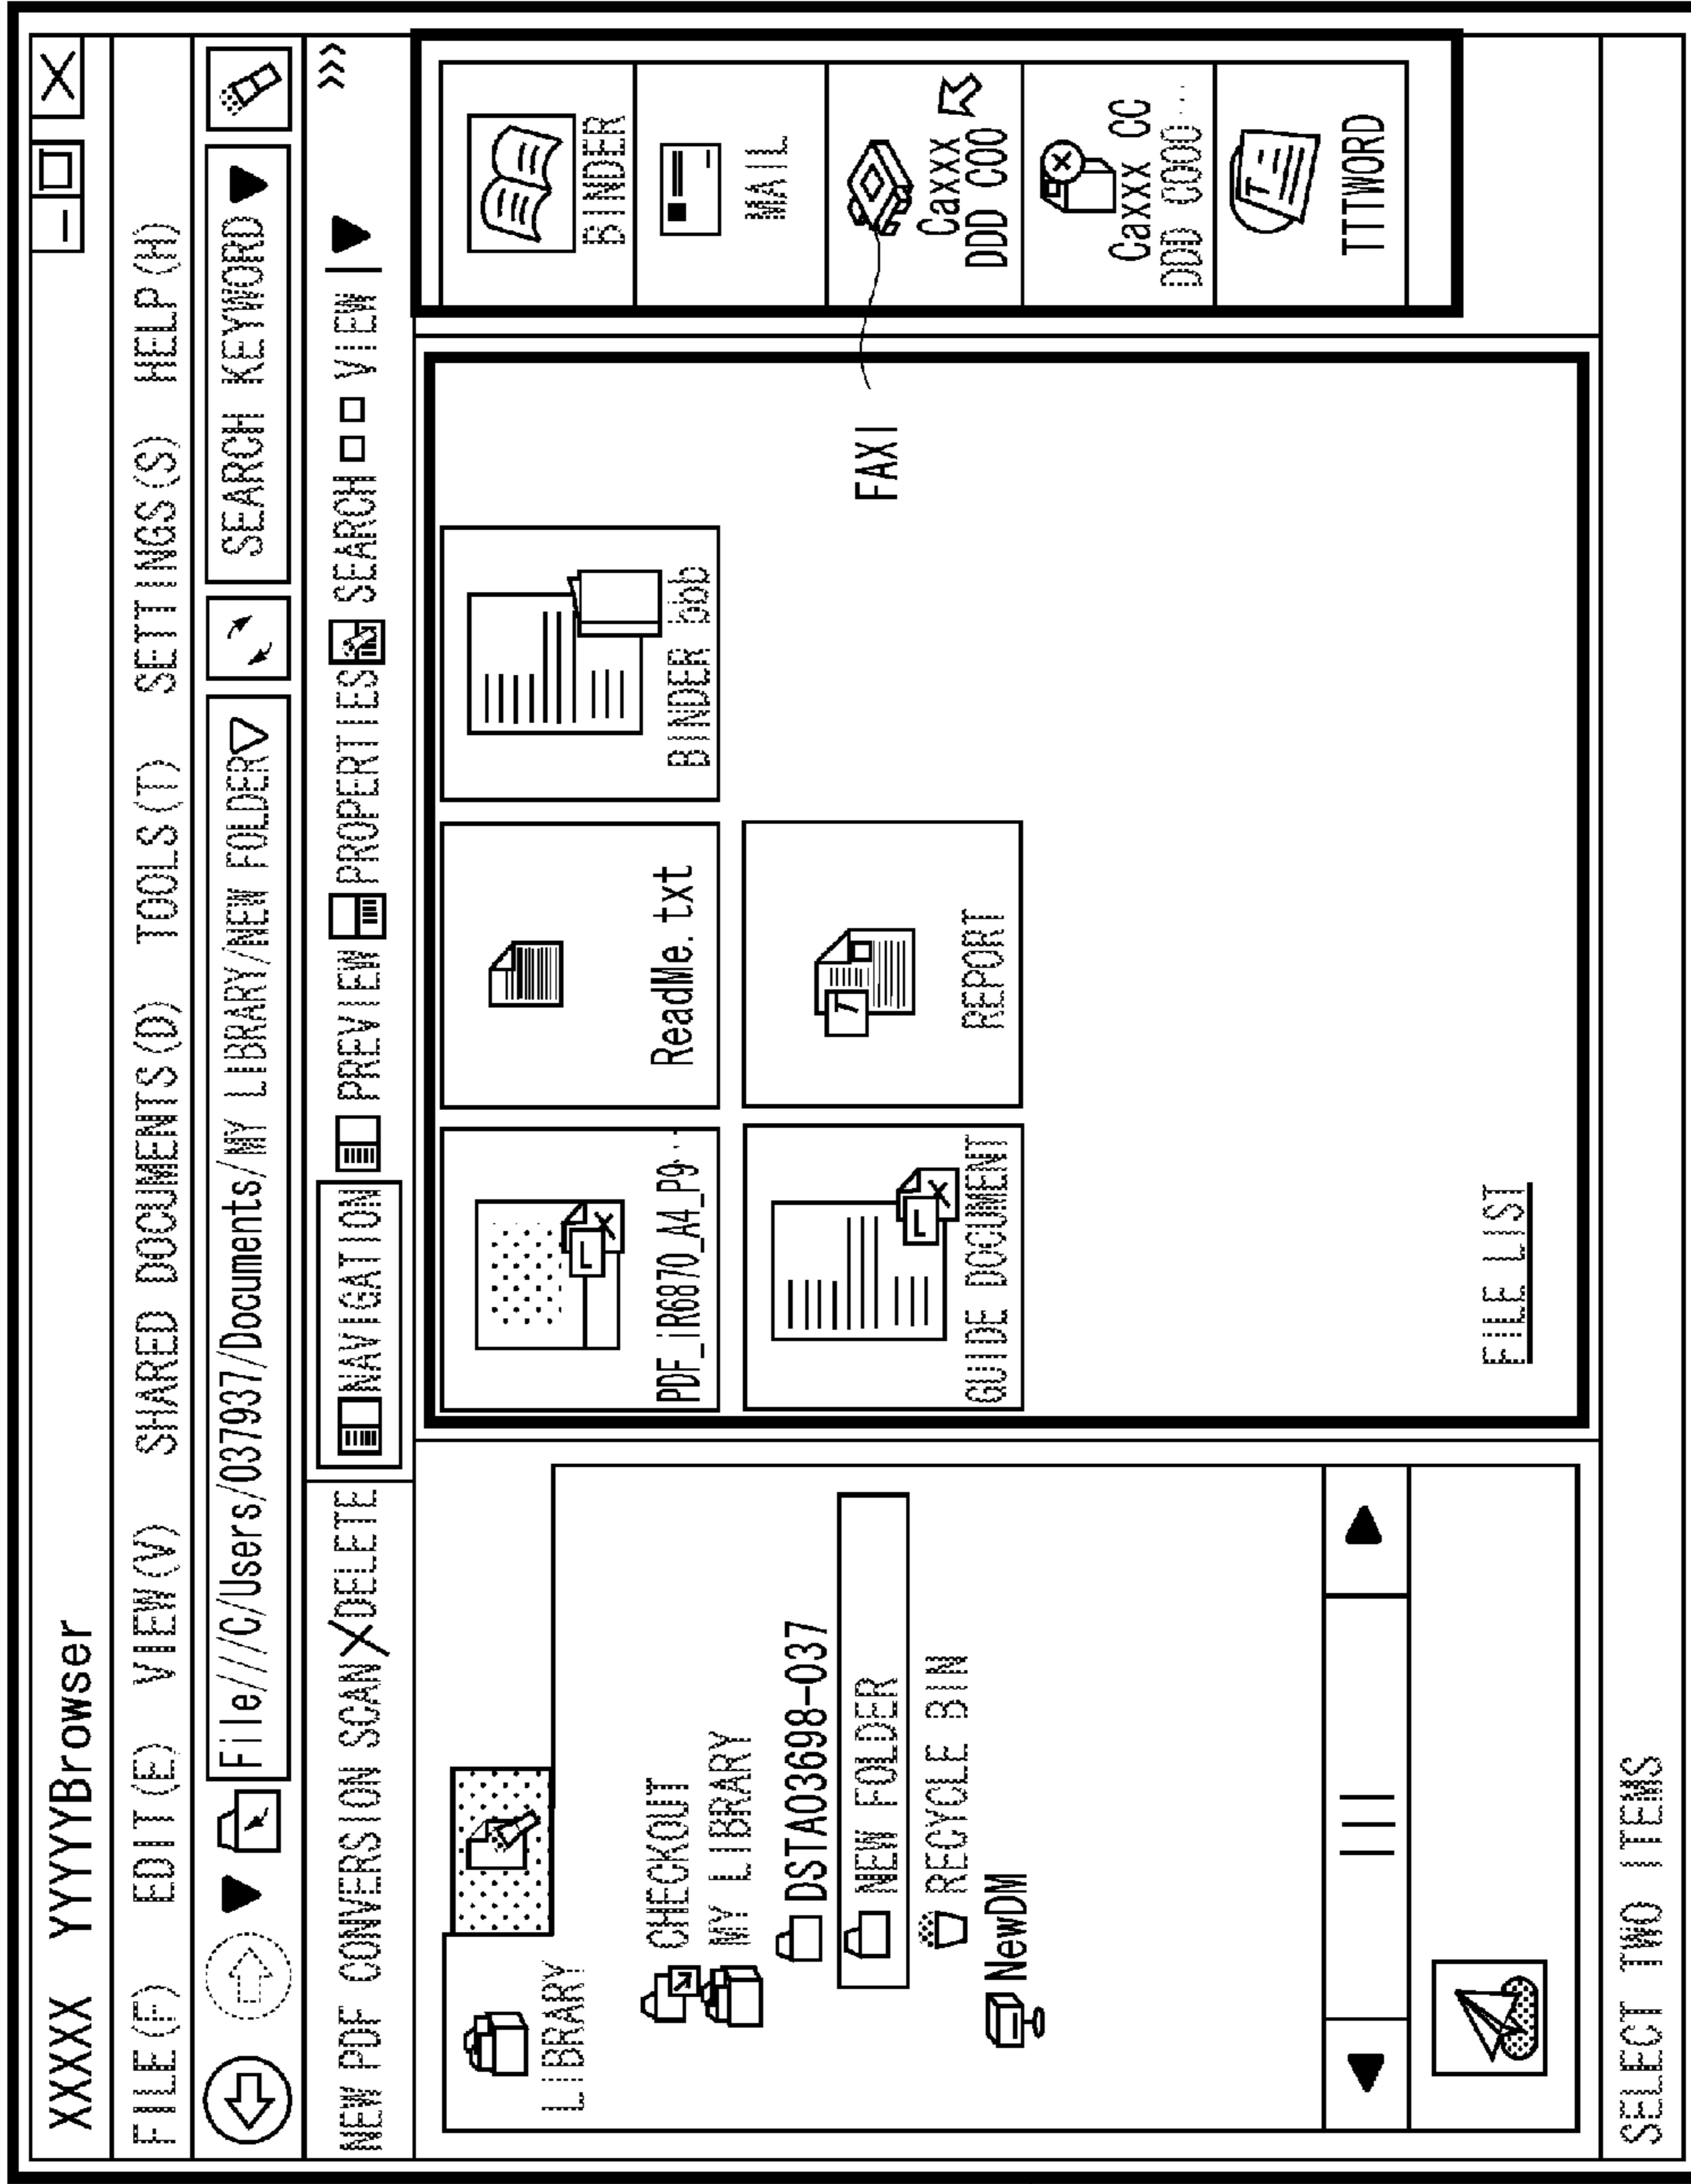 XXXXX YYYYYBrowser
FILE(F) EDIT(E) VIEW(V) SHARED DOCUMENTS(D) TOOLS(T) SETTINGS(S) HELP(H)
File///C/Users/037937/Documents/MY LIBRARY/NEW FOLDER SEARCH KEYWORD
NEW PDF CONVERSION SCAN DELETE NAVIGATION PREVIEW PROPERTIES SEARCH VIEW >>>
LIBRARY
CHECKOUT
MY LIBRARY
DSTA03698-037
NEW FOLDER
RECYCLE BIN
NewDM
PDF_iR6870_A4_P9...
ReadMe.txt
BINDER bbb
GUIDE DOCUMENT
REPORT
FAX1
FILE LIST
BINDER
MAIL
Caxxx
DDD COO
Caxxx CC
DDD COOO...
TTTWORD
SELECT TWO ITEMS